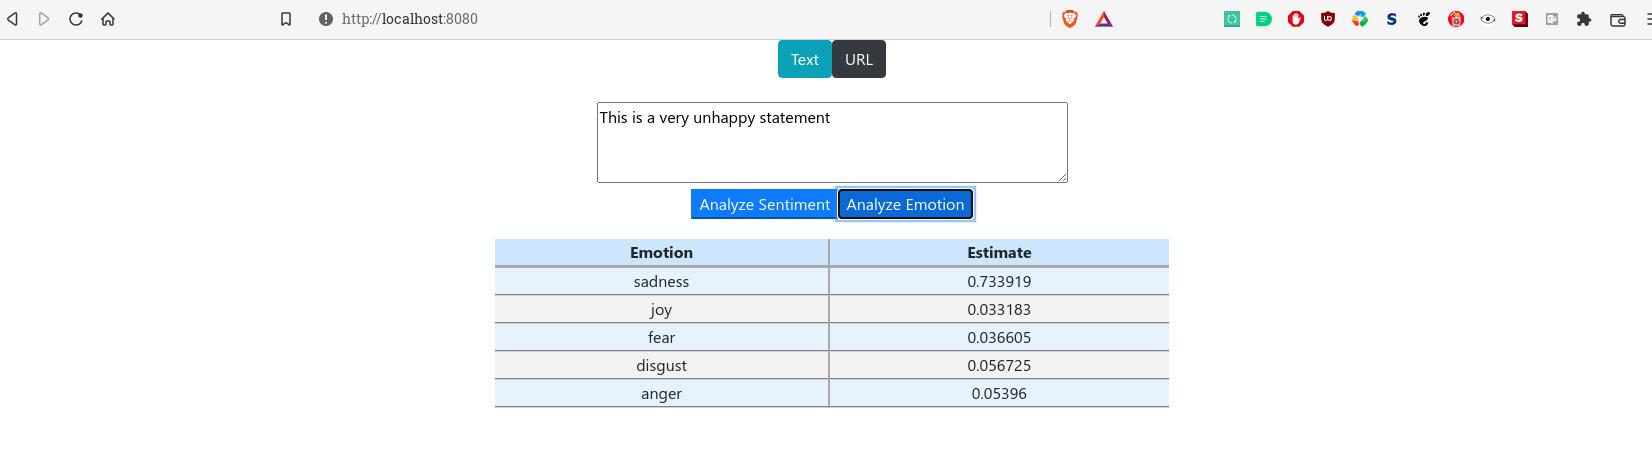 http://localhost:8080
Text URL
This is a very unhappy statement
Analyze Sentiment Analyze Emotion
Emotion Estimate
sadness 0.733919
joy 0.033183
fear 0.036605
disgust 0.056725
anger 0.05396